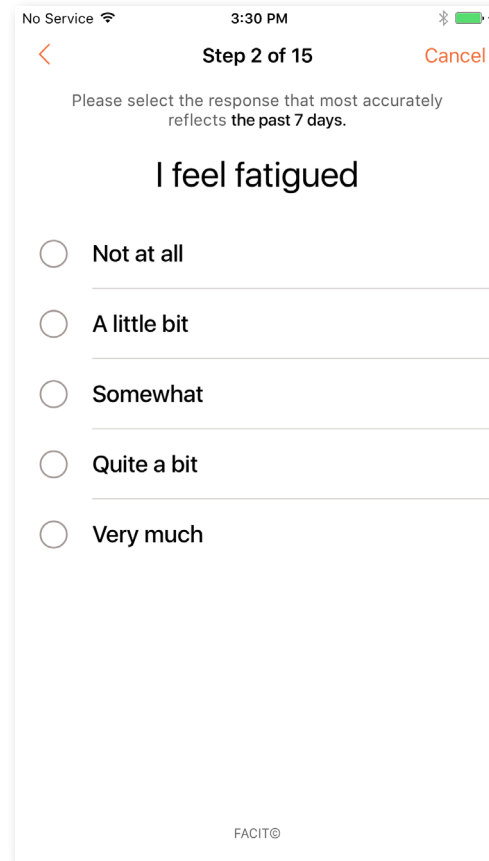 No Service 3:30 PM
Step 2 of 15 Cancel
Please select the response that most accurately
reflects the past 7 days.
I feel fatigued
Not at all
A little bit
Somewhat
Quite a bit
Very much
FACIT©